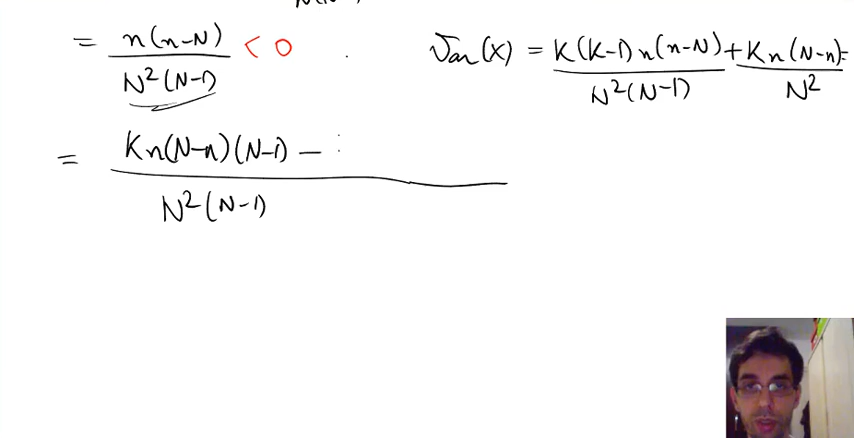 = n(n-N) / N²(N-1) < 0 .
Var(X) = K(K-1)n(n-N) / N²(N-1) + Kn(N-n) / N² =
= Kn(N-n)(N-1) - / N²(N-1)